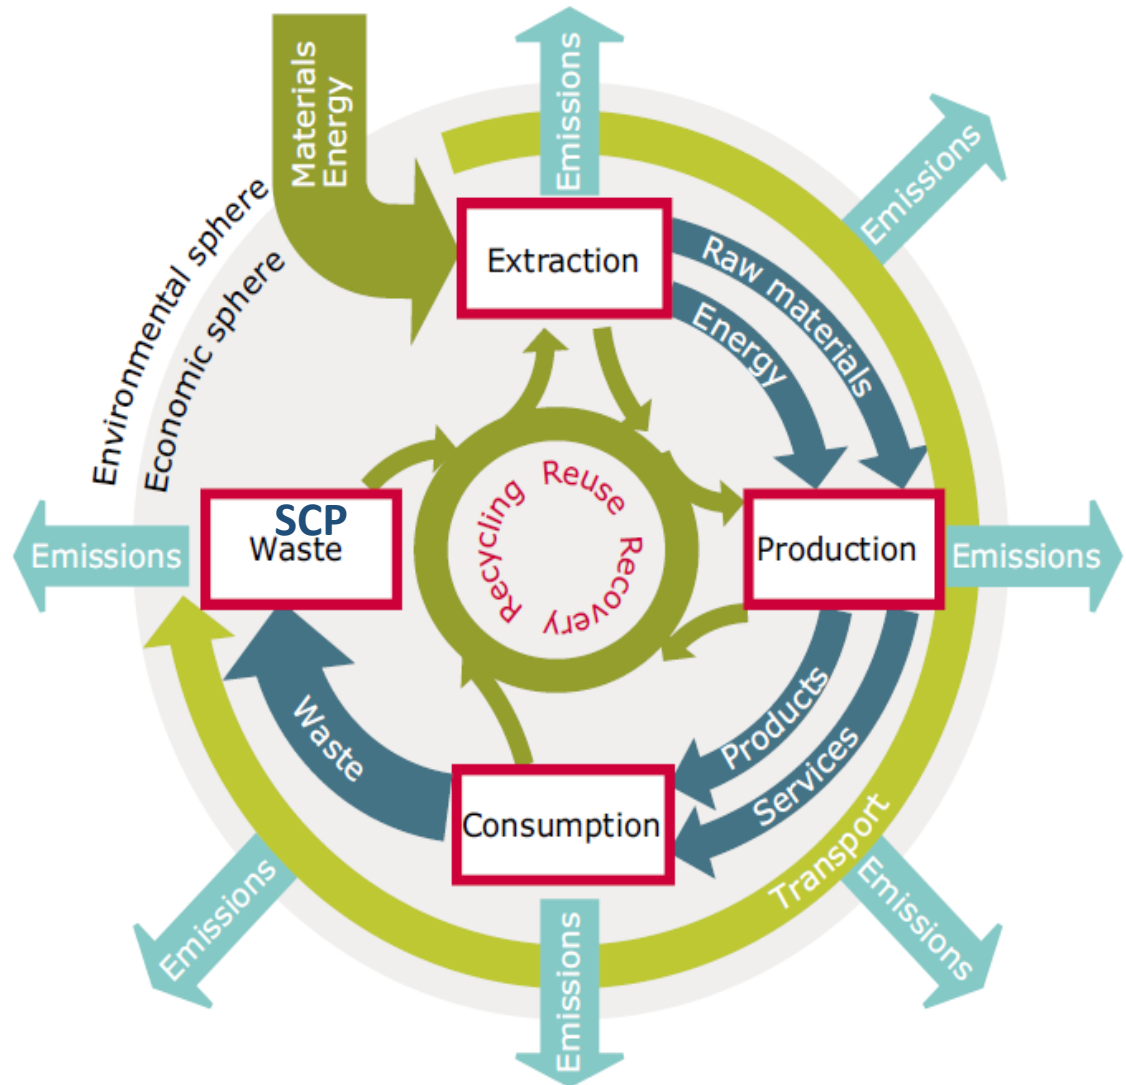 Materials
Energy
Emissions
Emissions
Environmental sphere
Economic sphere
Extraction
Raw materials
Energy
Recycling Reuse Recovery
SCP
Waste
Emissions
Production
Emissions
Products
Services
Waste
Consumption
Transport
Emissions
Emissions
Emissions